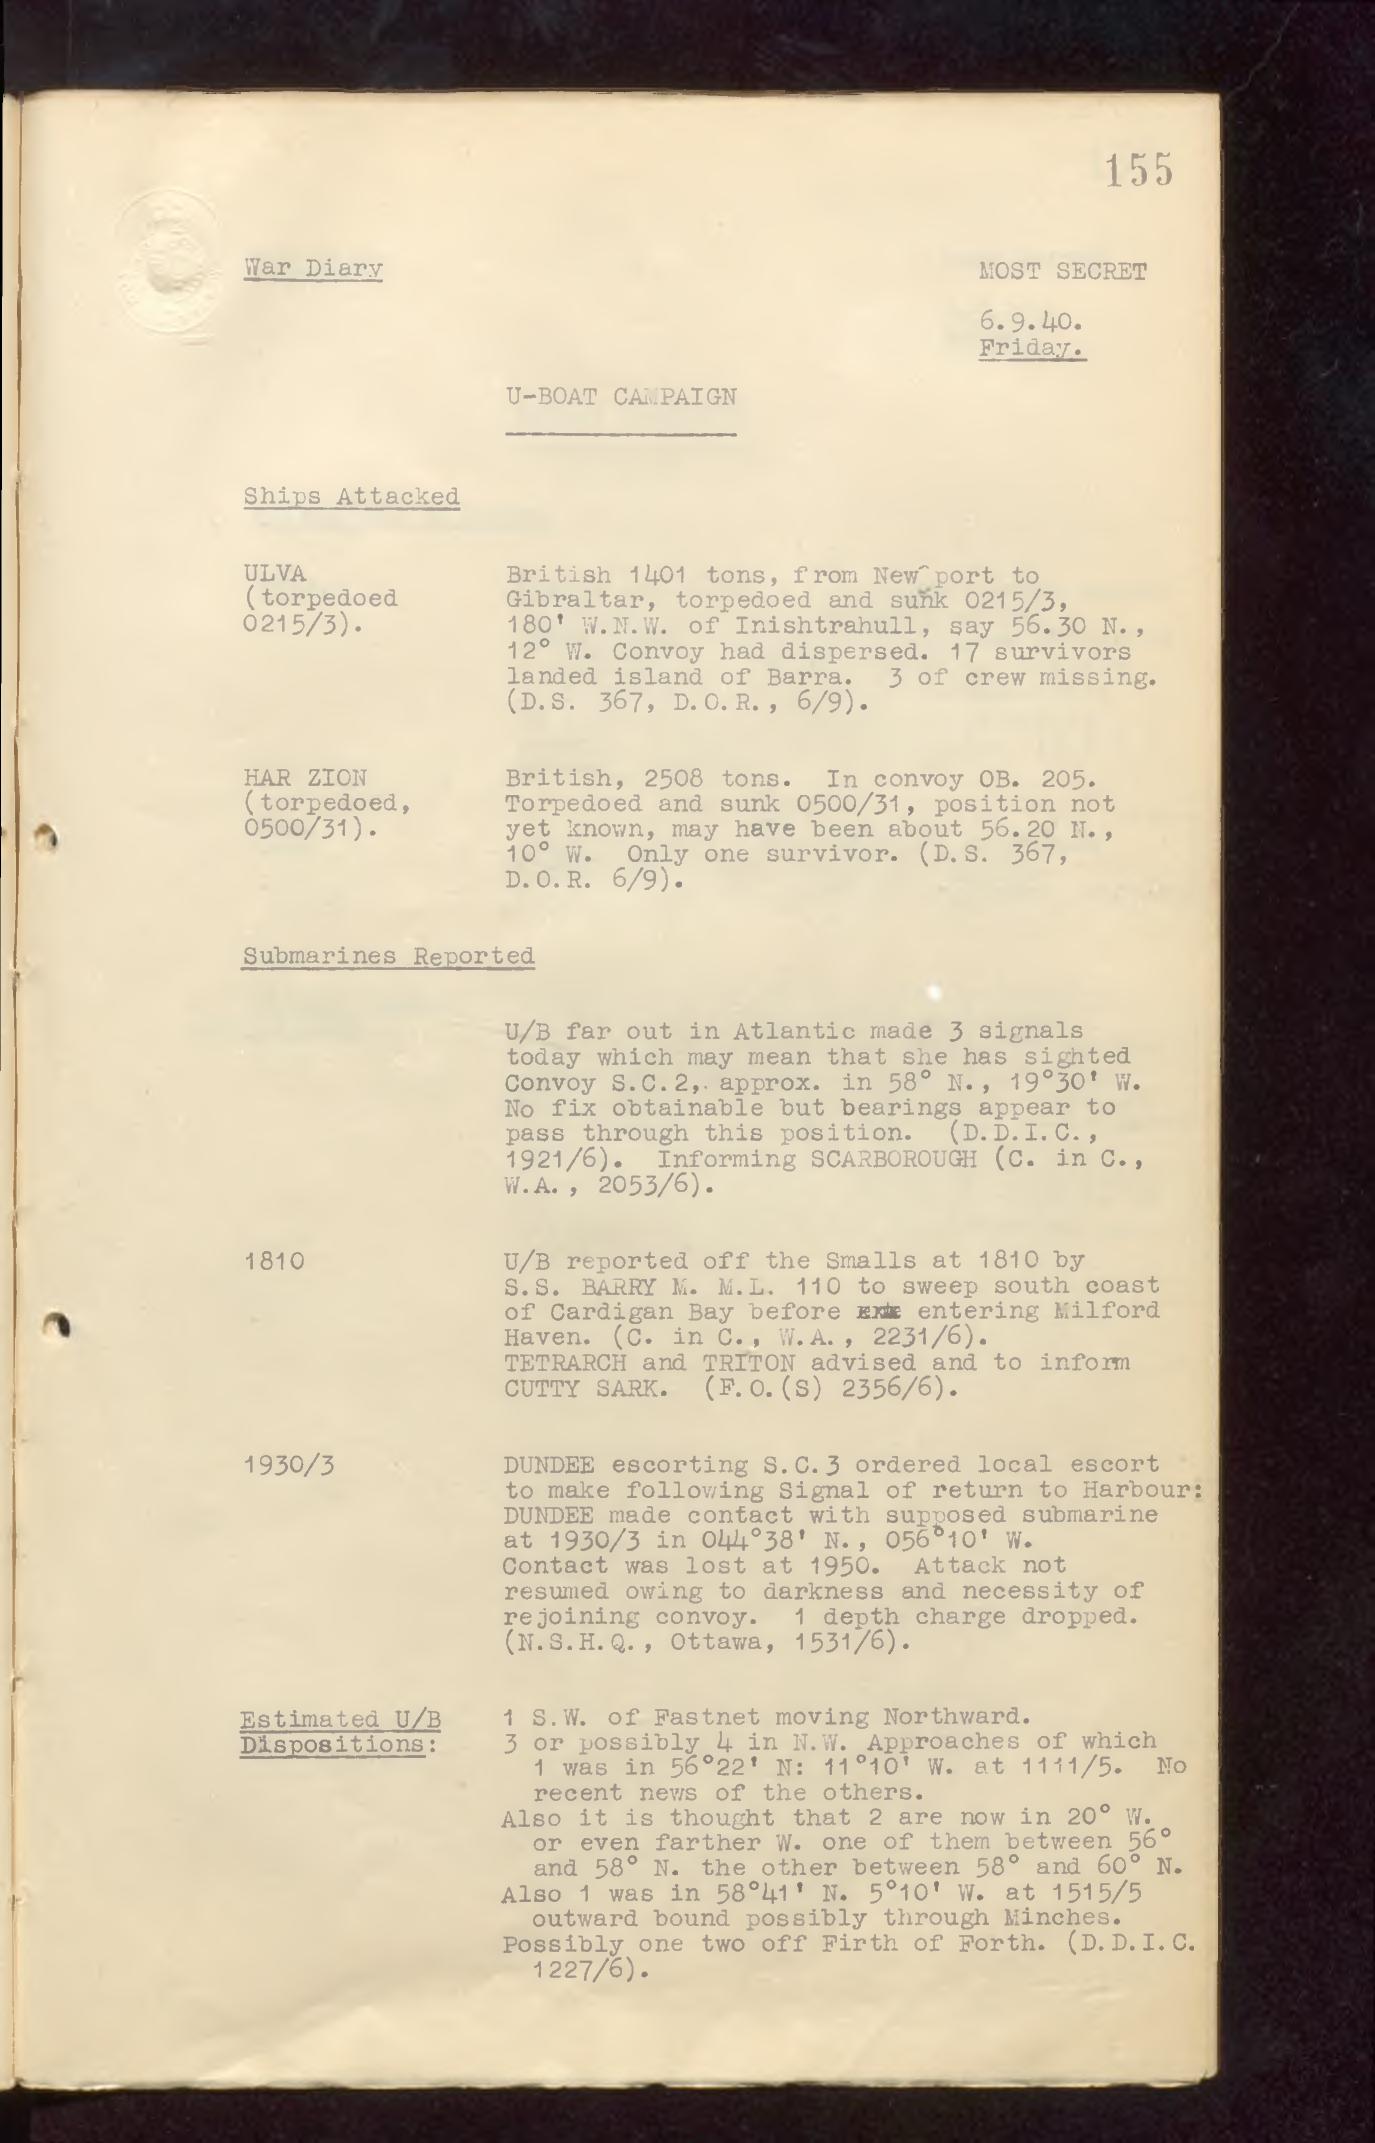 155
War Diary
MOST SECRET
6.9.40.
Friday.
U-BOAT CAMPAIGN
Ships Attacked
ULVA
(torpedoed
0215/3).
British 1401 tons, from Newport to
Gibraltar, torpedoed and sunk 0215/3,
180' W.N.W. of Inishtrahull, say 56.30 N.,
12° W. Convoy had dispersed. 17 survivors
landed island of Barra. 3 of crew missing.
(D.S. 367, D.O.R., 6/9).
HAR ZION
(torpedoed,
0500/31).
British, 2508 tons. In convoy OB. 205.
Torpedoed and sunk 0500/31, position not
yet known, may have been about 56.20 N.,
10° W. Only one survivor. (D.S. 367,
D.O.R. 6/9).
Submarines Reported
U/B far out in Atlantic made 3 signals
today which may mean that she has sighted
Convoy S.C.2, approx. in 58° N., 19°30' W.
No fix obtainable but bearings appear to
pass through this position. (D.D.I.C.,
1921/6). Informing SCARBOROUGH (C. in C.,
W.A., 2053/6).
1810
U/B reported off the Smalls at 1810 by
S.S. BARRY M. M.L. 110 to sweep south coast
of Cardigan Bay before entering Milford
Haven. (C. in C., W.A., 2231/6).
TETRARCH and TRITON advised and to inform
CUTTY SARK. (F.O.(S) 2356/6).
1930/3
DUNDEE escorting S.C.3 ordered local escort
to make following Signal of return to Harbour:
DUNDEE made contact with supposed submarine
at 1930/3 in 044°38' N., 056°10' W.
Contact was lost at 1950. Attack not
resumed owing to darkness and necessity of
rejoining convoy. 1 depth charge dropped.
(N.S.H.Q., Ottawa, 1531/6).
Estimated U/B
Dispositions:
1 S.W. of Fastnet moving Northward.
3 or possibly 4 in N.W. Approaches of which
1 was in 56°22' N: 11°10' W. at 1111/5. No
recent news of the others.
Also it is thought that 2 are now in 20° W.
or even farther W. one of them between 56°
and 58° N. the other between 58° and 60° N.
Also 1 was in 58°41' N. 5°10' W. at 1515/5
outward bound possibly through Minches.
Possibly one two off Firth of Forth. (D.D.I.C.
1227/6).